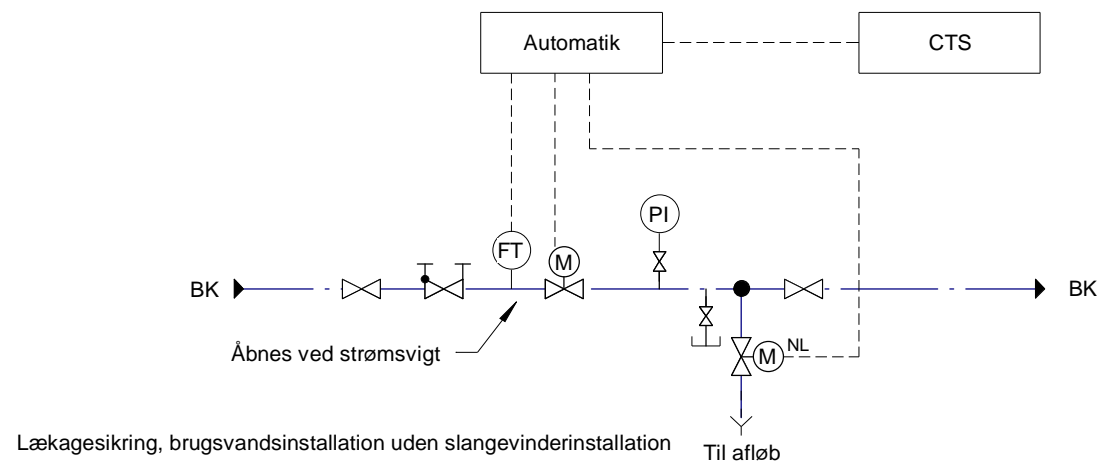 Automatik
CTS
PI
FT
M
BK
BK
Åbnes ved strømsvigt
M
NL
Lækagesikring, brugsvandsinstallation uden slangevinderinstallation
Til afløb